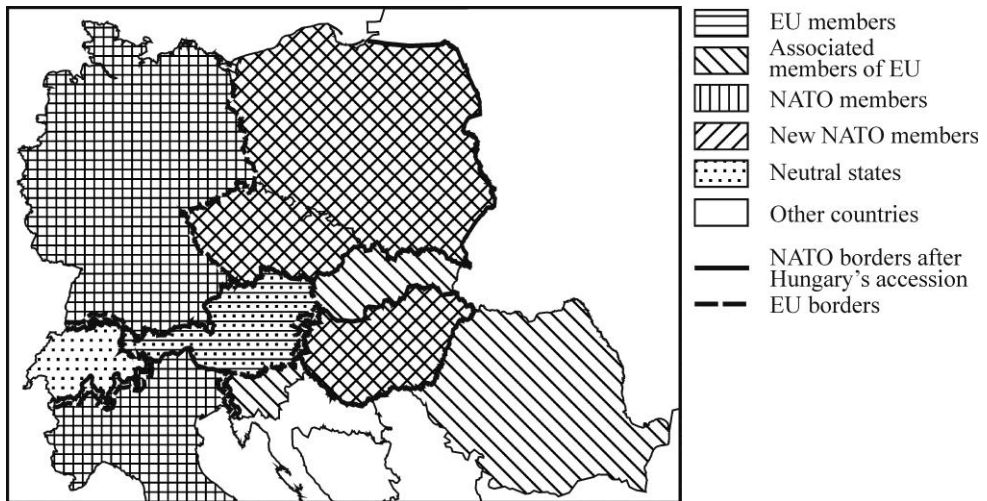 EU members
Associated
members of EU
NATO members
New NATO members
Neutral states
Other countries
NATO borders after
Hungary's accession
EU borders